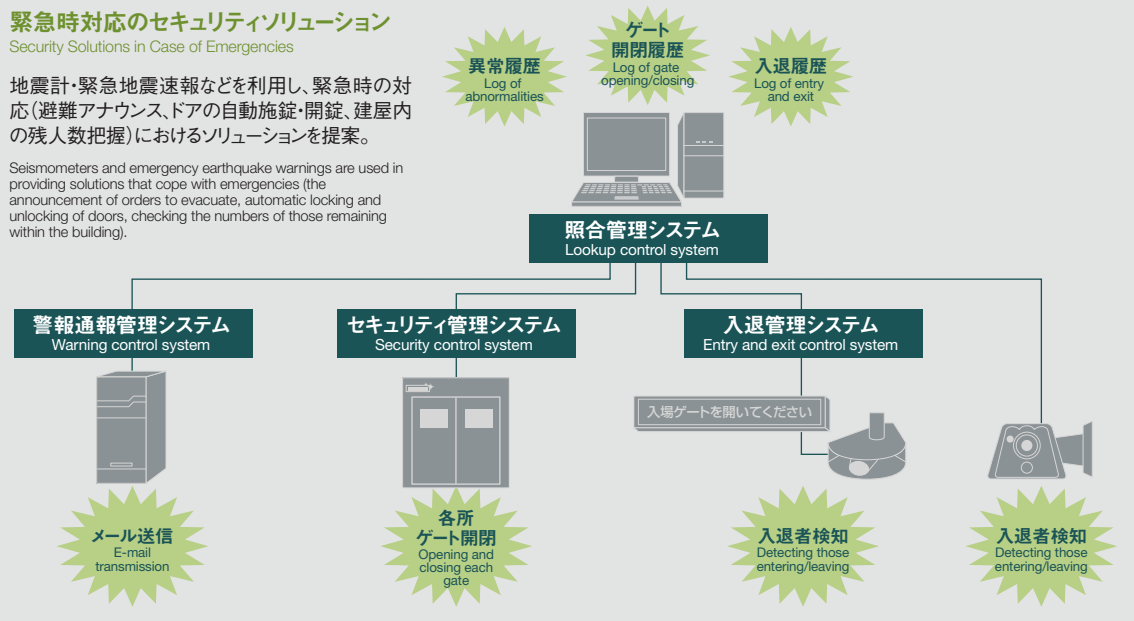 緊急時対応のセキュリティソリューション
Security Solutions in Case of Emergencies
地震計・緊急地震速報などを利用し、緊急時の対
応（避難アナウンス、ドアの自動施錠・開錠、建屋内
の残人数把握）におけるソリューションを提案。
Seismometers and emergency earthquake warnings are used in
providing solutions that cope with emergencies (the
announcement of orders to evacuate, automatic locking and
unlocking of doors, checking the numbers of those remaining
within the building).
異常履歴
Log of
abnormalities
ゲート
開閉履歴
Log of gate
opening/closing
入退履歴
Log of entry
and exit
照合管理システム
Lookup control system
警報通報管理システム
Warning control system
セキュリティ管理システム
Security control system
入退管理システム
Entry and exit control system
入場ゲートを開いてください
メール送信
E-mail
transmission
各所
ゲート開閉
Opening and
closing each
gate
入退者検知
Detecting those
entering/leaving
入退者検知
Detecting those
entering/leaving